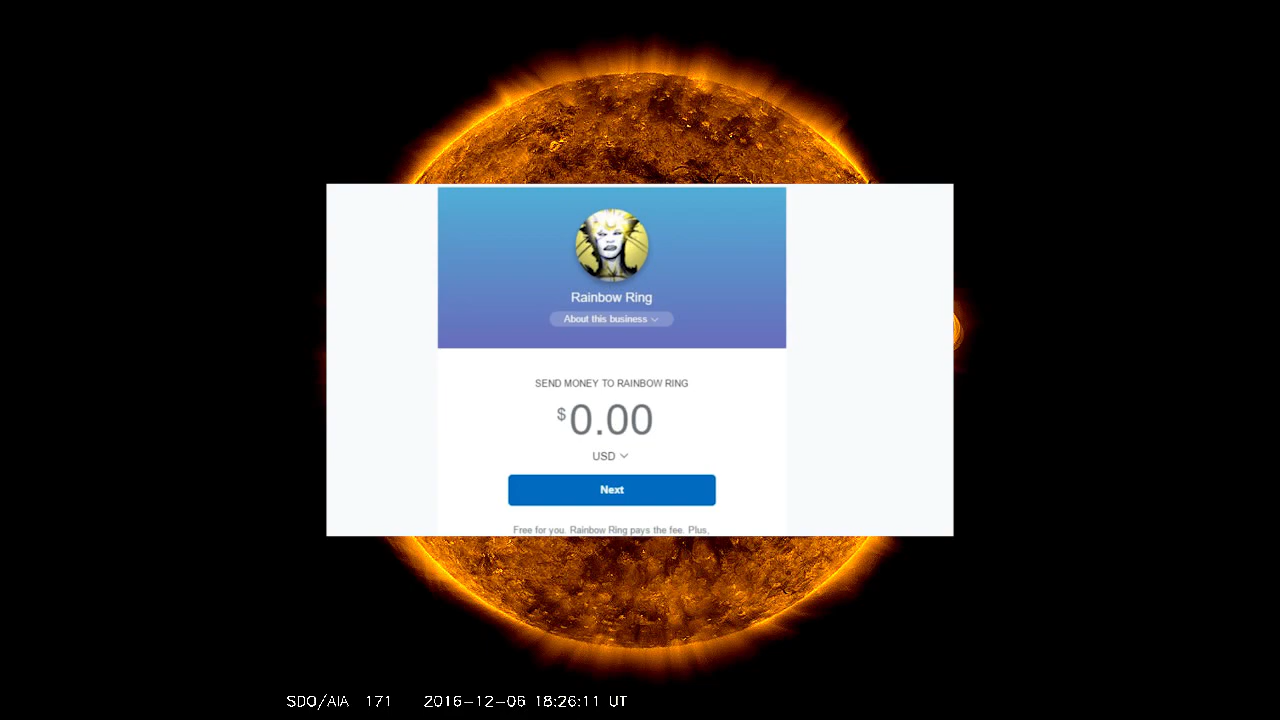 Rainbow Ring
About this business
SEND MONEY TO RAINBOW RING
$0.00
USD
Next
Free for you. Rainbow Ring pays the fee. Plus,
SDO/AIA 171 2016-12-06 18:26:11 UT